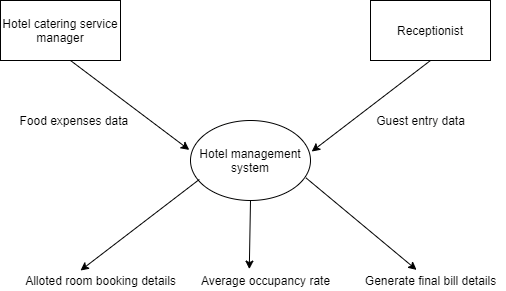 Hotel catering service
manager
Receptionist
Food expenses data
Guest entry data
Hotel management
system
Alloted room booking details
Average occupancy rate
Generate final bill details